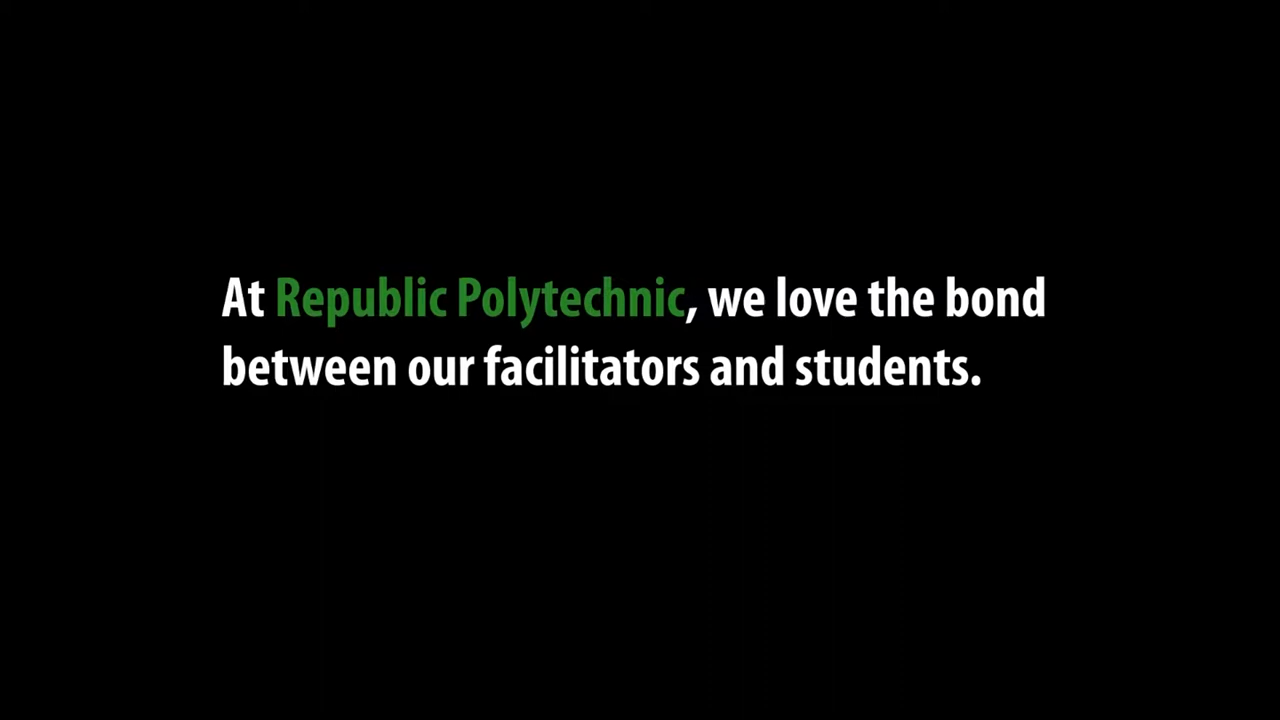 At Republic Polytechnic, we love the bond
between our facilitators and students.